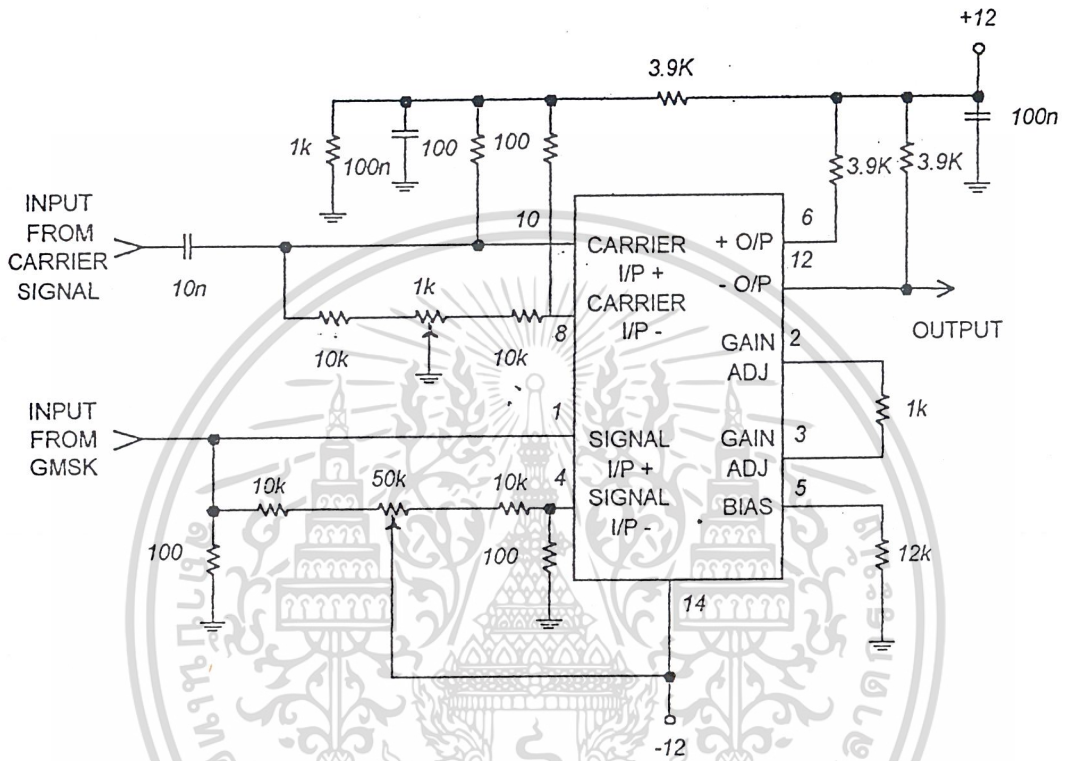 +12
3.9K
100n
1k
100n
100
100
3.9K
3.9K
INPUT
FROM
CARRIER
SIGNAL
10n
10
CARRIER
I/P +
CARRIER
I/P -
8
6
+ O/P
12
- O/P
OUTPUT
10k
1k
10k
GAIN
ADJ
2
1k
GAIN
ADJ
3
INPUT
FROM
GMSK
1
SIGNAL
I/P +
SIGNAL
I/P -
4
BIAS
5
12k
10k
50k
10k
100
100
14
-12